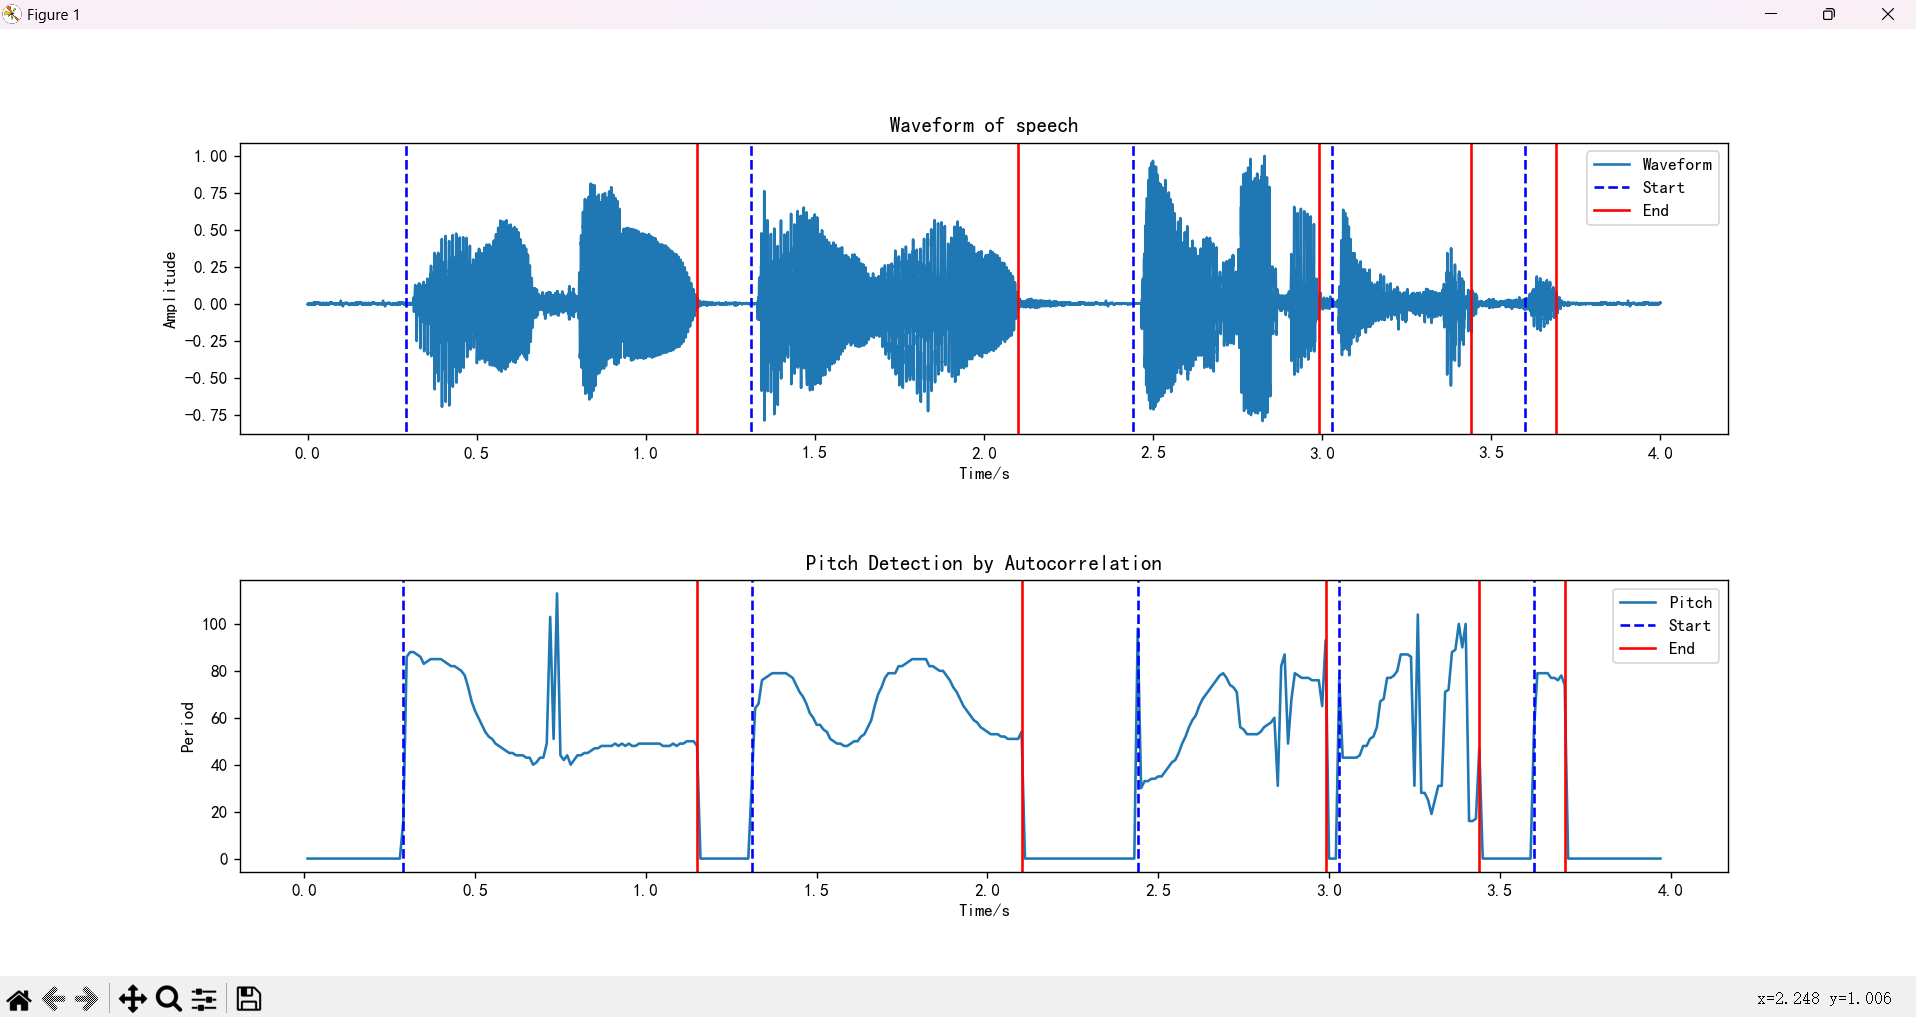 Figure 1
Waveform of speech
1.00
0.75
0.50
0.25
0.00
−0.25
−0.50
−0.75
Amplitude
Waveform
Start
End
0.0 0.5 1.0 1.5 2.0 2.5 3.0 3.5 4.0
Time/s
Pitch Detection by Autocorrelation
100
80
60
40
20
0
Period
Pitch
Start
End
0.0 0.5 1.0 1.5 2.0 2.5 3.0 3.5 4.0
Time/s
x=2.248 y=1.006